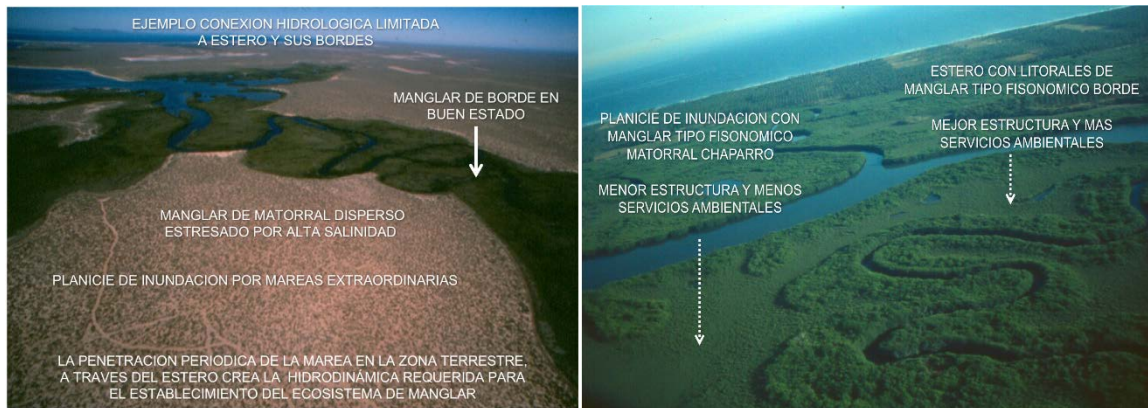 EJEMPLO CONEXION HIDROLOGICA LIMITADA
A ESTERO Y SUS BORDES
MANGLAR DE BORDE EN
BUEN ESTADO
MANGLAR DE MATORRAL DISPERSO
ESTRESADO POR ALTA SALINIDAD
PLANICIE DE INUNDACION POR MAREAS EXTRAORDINARIAS
LA PENETRACION PERIODICA DE LA MAREA EN LA ZONA TERRESTRE,
A TRAVES DEL ESTERO CREA LA HIDRODINÁMICA REQUERIDA PARA
EL ESTABLECIMIENTO DEL ECOSISTEMA DE MANGLAR
PLANICIE DE INUNDACION CON
MANGLAR TIPO FISONOMICO
MATORRAL CHAPARRO
MENOR ESTRUCTURA Y MENOS
SERVICIOS AMBIENTALES
ESTERO CON LITORALES DE
MANGLAR TIPO FISONOMICO BORDE
MEJOR ESTRUCTURA Y MAS
SERVICIOS AMBIENTALES